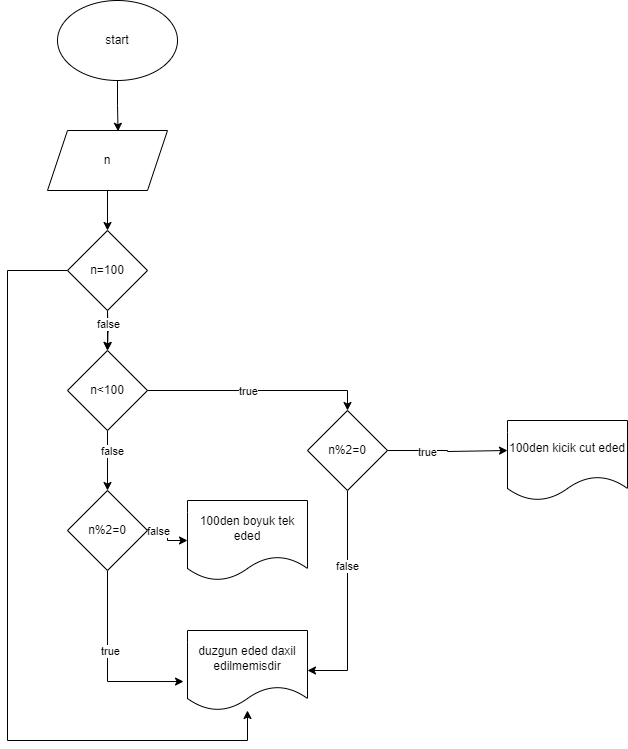 start
n
n=100
false
n<100
true
n%2=0
true
100den kicik cut eded
false
n%2=0
false
100den boyuk tek
eded
false
true
duzgun eded daxil
edilmemisdir